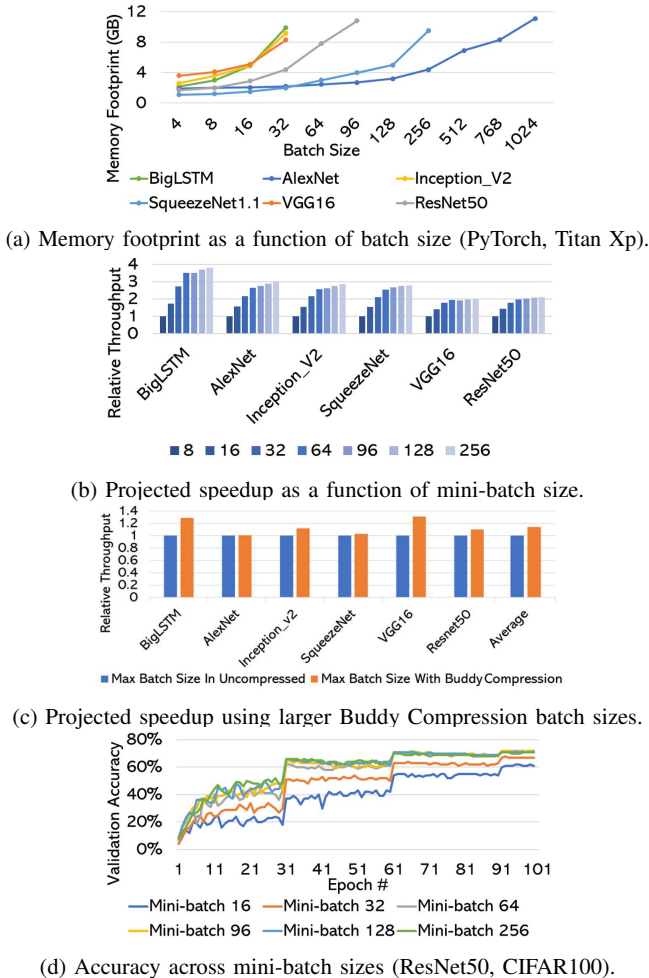 12
8
4
0
Memory Footprint (GB)
4 8 16 32 64 96 128 256 512 768 1024
Batch Size
BigLSTM AlexNet Inception_V2
SqueezeNet1.1 VGG16 ResNet50
(a) Memory footprint as a function of batch size (PyTorch, Titan Xp).
4
3
2
1
0
Relative Throughput
BigLSTM AlexNet Inception_V2 SqueezeNet VGG16 ResNet50
8 16 32 64 96 128 256
(b) Projected speedup as a function of mini-batch size.
1.4
1.2
1
0.8
0.6
0.4
0.2
0
Relative Throughput
BigLSTM AlexNet Inception_v2 SqueezeNet VGG16 Resnet50 Average
Max Batch Size In Uncompressed Max Batch Size With BuddyCompression
(c) Projected speedup using larger Buddy Compression batch sizes.
80%
60%
40%
20%
0%
Validation Accuracy
1 11 21 31 41 51 61 71 81 91 101
Epoch #
Mini-batch 16 Mini-batch 32 Mini-batch 64
Mini-batch 96 Mini-batch 128 Mini-batch 256
(d) Accuracy across mini-batch sizes (ResNet50, CIFAR100).